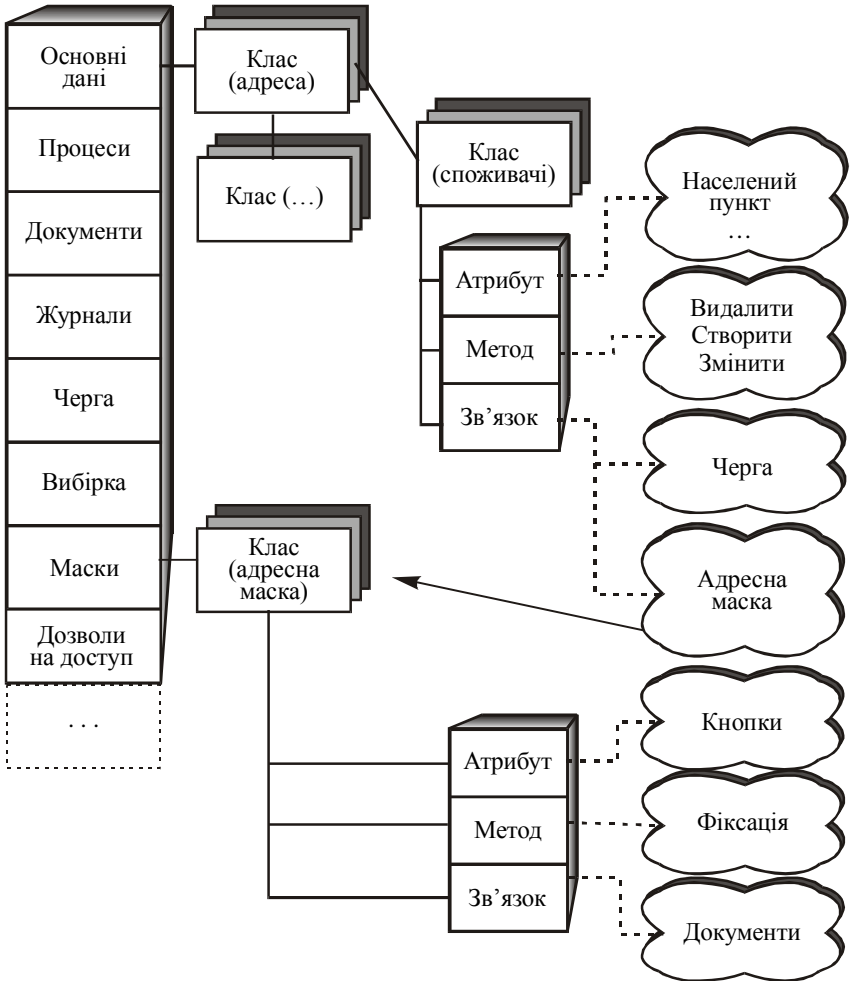 Основні
дані
Процеси
Документи
Журнали
Черга
Вибірка
Маски
Дозволи
на доступ
. . .
Клас
(адреса)
Клас (…)
Клас
(споживачі)
Атрибут
Метод
Зв’язок
Населений
пункт
…
Видалити
Створити
Змінити
Черга
Адресна
маска
Клас
(адресна
маска)
Атрибут
Метод
Зв’язок
Кнопки
Фіксація
Документи